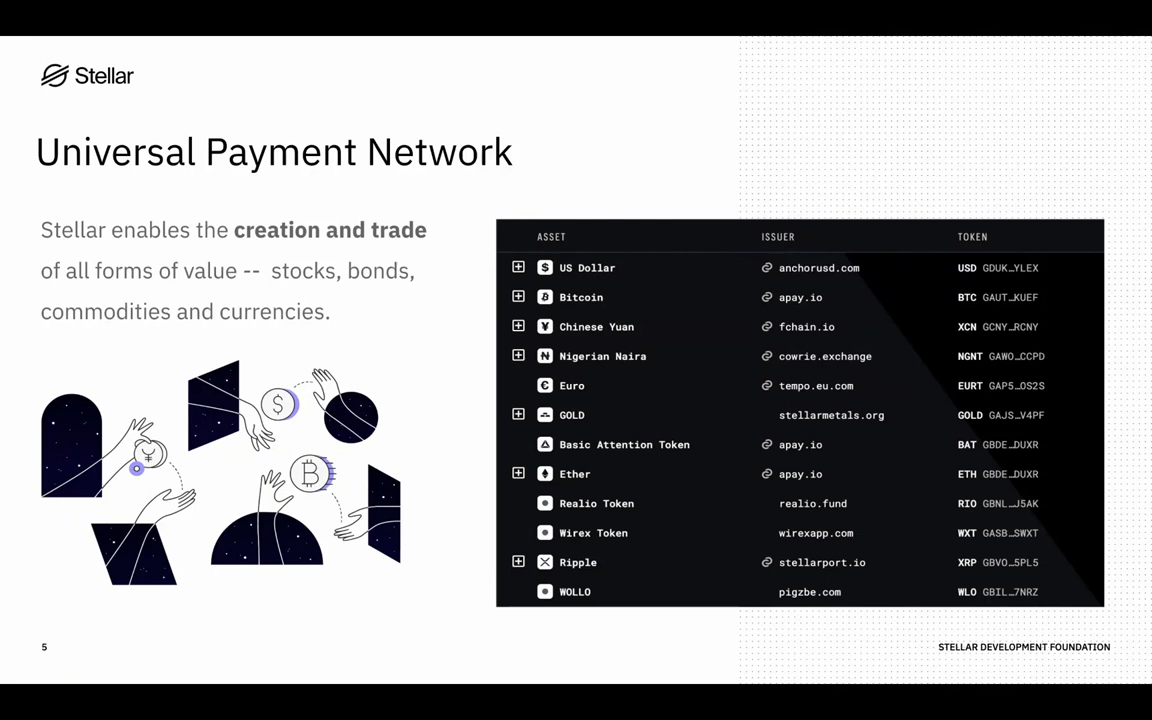 Stellar
Universal Payment Network
Stellar enables the creation and trade
of all forms of value -- stocks, bonds,
commodities and currencies.
ASSET ISSUER TOKEN
$ US Dollar anchorusd.com USD GDUK…YLEX
₿ Bitcoin apay.io BTC GAUT…KUEF
¥ Chinese Yuan fchain.io XCN GCNY…RCNY
₦ Nigerian Naira cowrie.exchange NGNT GAWO…CCPD
€ Euro tempo.eu.com EURT GAP5…OS2S
GOLD stellarmetals.org GOLD GAJS…V4PF
Basic Attention Token apay.io BAT GBDE…DUXR
Ether apay.io ETH GBDE…DUXR
Realio Token realio.fund RIO GBNL…J5AK
Wirex Token wirexapp.com WXT GASB…SWXT
Ripple stellarport.io XRP GBVO…5PL5
WOLLO pigzbe.com WLO GBIL…7NRZ
$
¥
₿
5
STELLAR DEVELOPMENT FOUNDATION